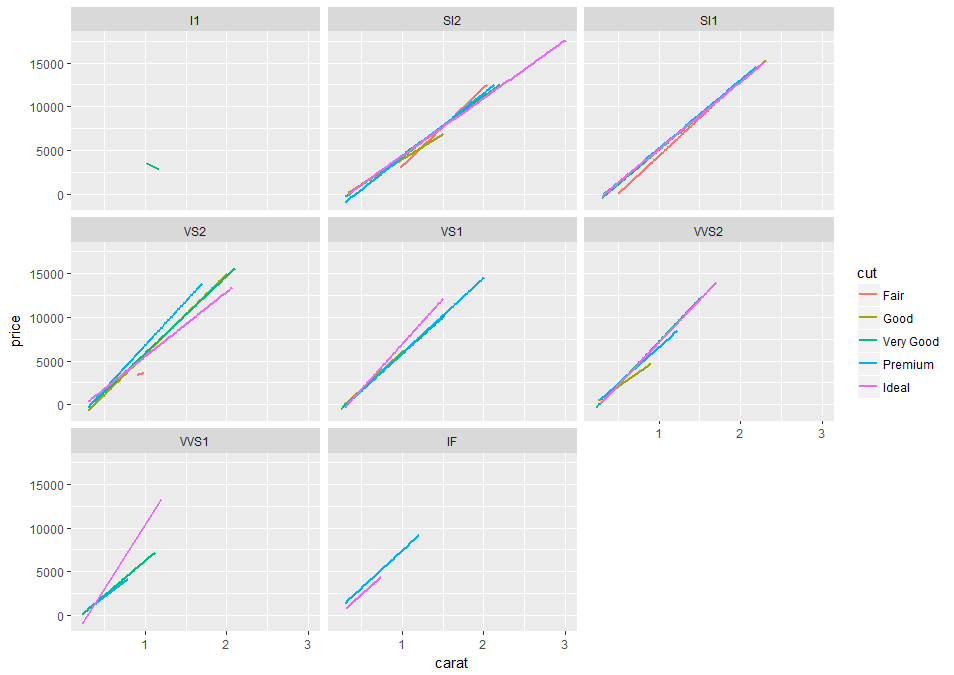 I1 SI2 SI1
15000
10000
5000
0
VS2 VS1 VVS2
15000
10000
5000
0
1 2 3
VVS1 IF
15000
10000
5000
0
1 2 3 1 2 3
price
carat
cut
Fair
Good
Very Good
Premium
Ideal